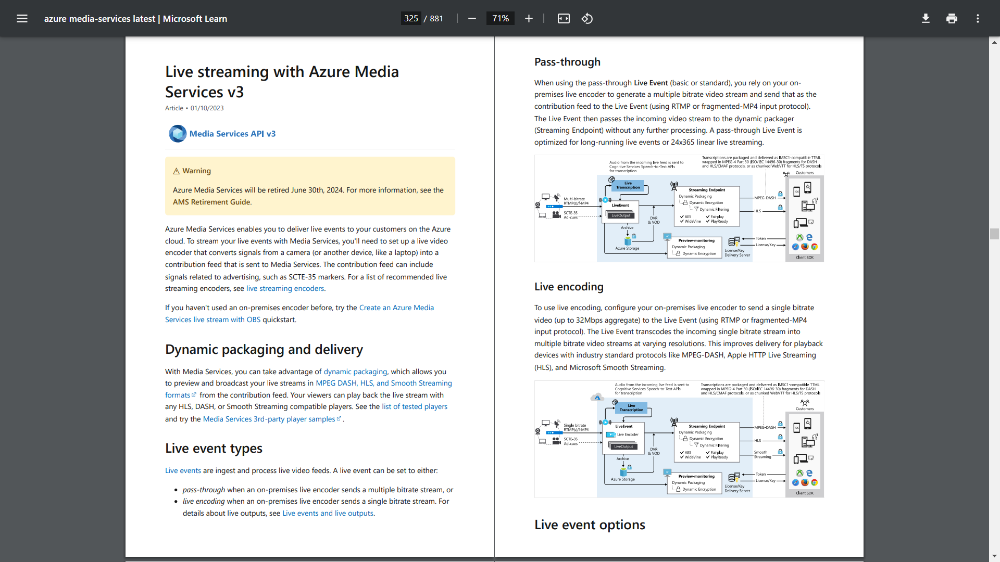 azure media-services latest | Microsoft Learn
325 / 881
71%
Live streaming with Azure Media
Services v3
Article • 01/10/2023
Media Services API v3
Warning
Azure Media Services will be retired June 30th, 2024. For more information, see the
AMS Retirement Guide.
Azure Media Services enables you to deliver live events to your customers on the Azure
cloud. To stream your live events with Media Services, you'll need to set up a live video
encoder that converts signals from a camera (or another device, like a laptop) into a
contribution feed that is sent to Media Services. The contribution feed can include
signals related to advertising, such as SCTE-35 markers. For a list of recommended live
streaming encoders, see live streaming encoders.
If you haven't used an on-premises encoder before, try the Create an Azure Media
Services live stream with OBS quickstart.
Dynamic packaging and delivery
With Media Services, you can take advantage of dynamic packaging, which allows you
to preview and broadcast your live streams in MPEG DASH, HLS, and Smooth Streaming
formats from the contribution feed. Your viewers can play back the live stream with
any HLS, DASH, or Smooth Streaming compatible players. See the list of tested players
and try the Media Services 3rd-party player samples .
Live event types
Live events are ingest and process live video feeds. A live event can be set to either:
• pass-through when an on-premises live encoder sends a multiple bitrate stream, or
• live encoding when an on-premises live encoder sends a single bitrate stream. For
details about live outputs, see Live events and live outputs.
Pass-through
When using the pass-through Live Event (basic or standard), you rely on your on-
premises live encoder to generate a multiple bitrate video stream and send that as the
contribution feed to the Live Event (using RTMP or fragmented-MP4 input protocol).
The Live Event then passes the incoming video stream to the dynamic packager
(Streaming Endpoint) without any further processing. A pass-through Live Event is
optimized for long-running live events or 24x365 linear live streaming.
Audio from the incoming live feed is sent to
Cognitive Services Speech-to-Text APIs
for transcription
Transcriptions are packaged and delivered as IMSC1-compatible TTML
wrapped in MPEG-4 Part 30 (ISO/IEC 14496-30) fragments for DASH
and HLS/CMAF protocols, or as chunked WebVTT for HLS/TS protocols
Customers
Live
Transcription
Multi-bitrate
RTMP(s)/f-MP4
SCTE-35
Ad-cues
LiveEvent
LiveOutput
Archive
Azure Storage
DVR
& VOD
Streaming Endpoint
Dynamic Packaging
Dynamic Encryption
Dynamic Filtering
AES
Fairplay
WideVine
PlayReady
Preview-monitoring
Dynamic Packaging
Dynamic Encryption
MPEG-DASH
HLS
Token
License/Key
License/Key
Delivery Server
iOS
Client SDK
Live encoding
To use live encoding, configure your on-premises live encoder to send a single bitrate
video (up to 32Mbps aggregate) to the Live Event (using RTMP or fragmented-MP4
input protocol). The Live Event transcodes the incoming single bitrate stream into
multiple bitrate video streams at varying resolutions. This improves delivery for playback
devices with industry standard protocols like MPEG-DASH, Apple HTTP Live Streaming
(HLS), and Microsoft Smooth Streaming.
Audio from the incoming live feed is sent to
Cognitive Services Speech-to-Text APIs
for transcription
Transcriptions are packaged and delivered as IMSC1-compatible TTML
wrapped in MPEG-4 Part 30 (ISO/IEC 14496-30) fragments for DASH
and HLS/CMAF protocols, or as chunked WebVTT for HLS/TS protocols
Customers
Live
Transcription
Single bitrate
RTMP(s)/f-MP4
SCTE-35
Ad-cues
LiveEvent
Live Encoder
LiveOutput
Archive
Azure Storage
DVR
& VOD
Streaming Endpoint
Dynamic Packaging
Dynamic Encryption
Dynamic Filtering
AES
Fairplay
WideVine
PlayReady
Preview-monitoring
Dynamic Packaging
Dynamic Encryption
MPEG-DASH
HLS
Smooth
Streaming
Token
License/Key
License/Key
Delivery Server
iOS
Client SDK
Live event options